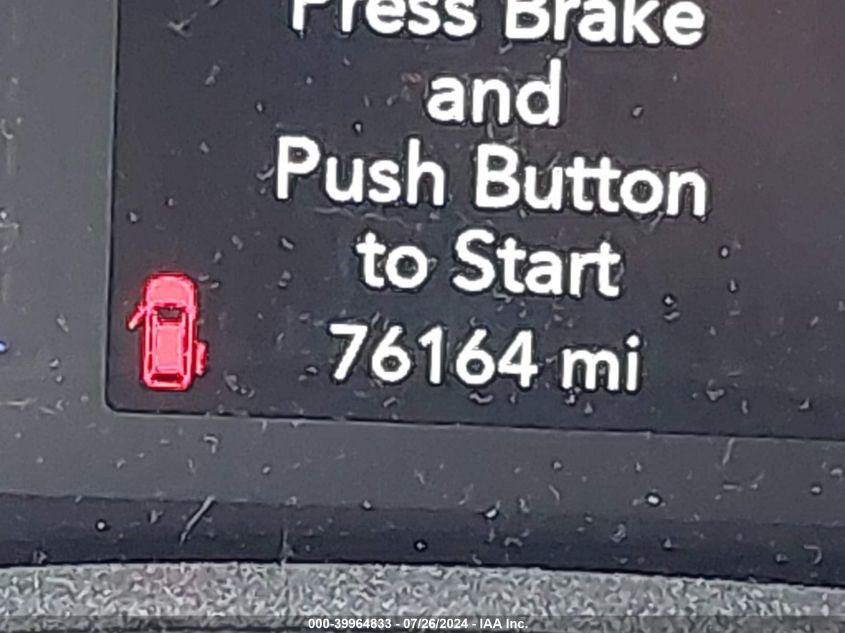 Press Brake
and
Push Button
to Start
76164 mi
000-39964833 - 07/26/2024 - IAA Inc.